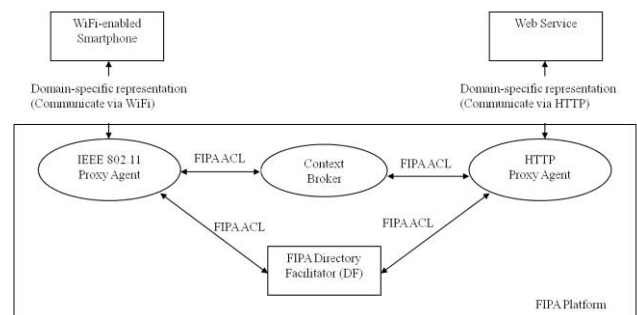 WiFi-enabled
Smartphone
Web Service
Domain-specific representation
(Communicate via WiFi)
Domain-specific representation
(Communicate via HTTP)
IEEE 802.11
Proxy Agent
FIPA ACL
Context
Broker
FIPA ACL
HTTP
Proxy Agent
FIPA ACL
FIPA ACL
FIPA Directory
Facilitator (DF)
FIPA Platform